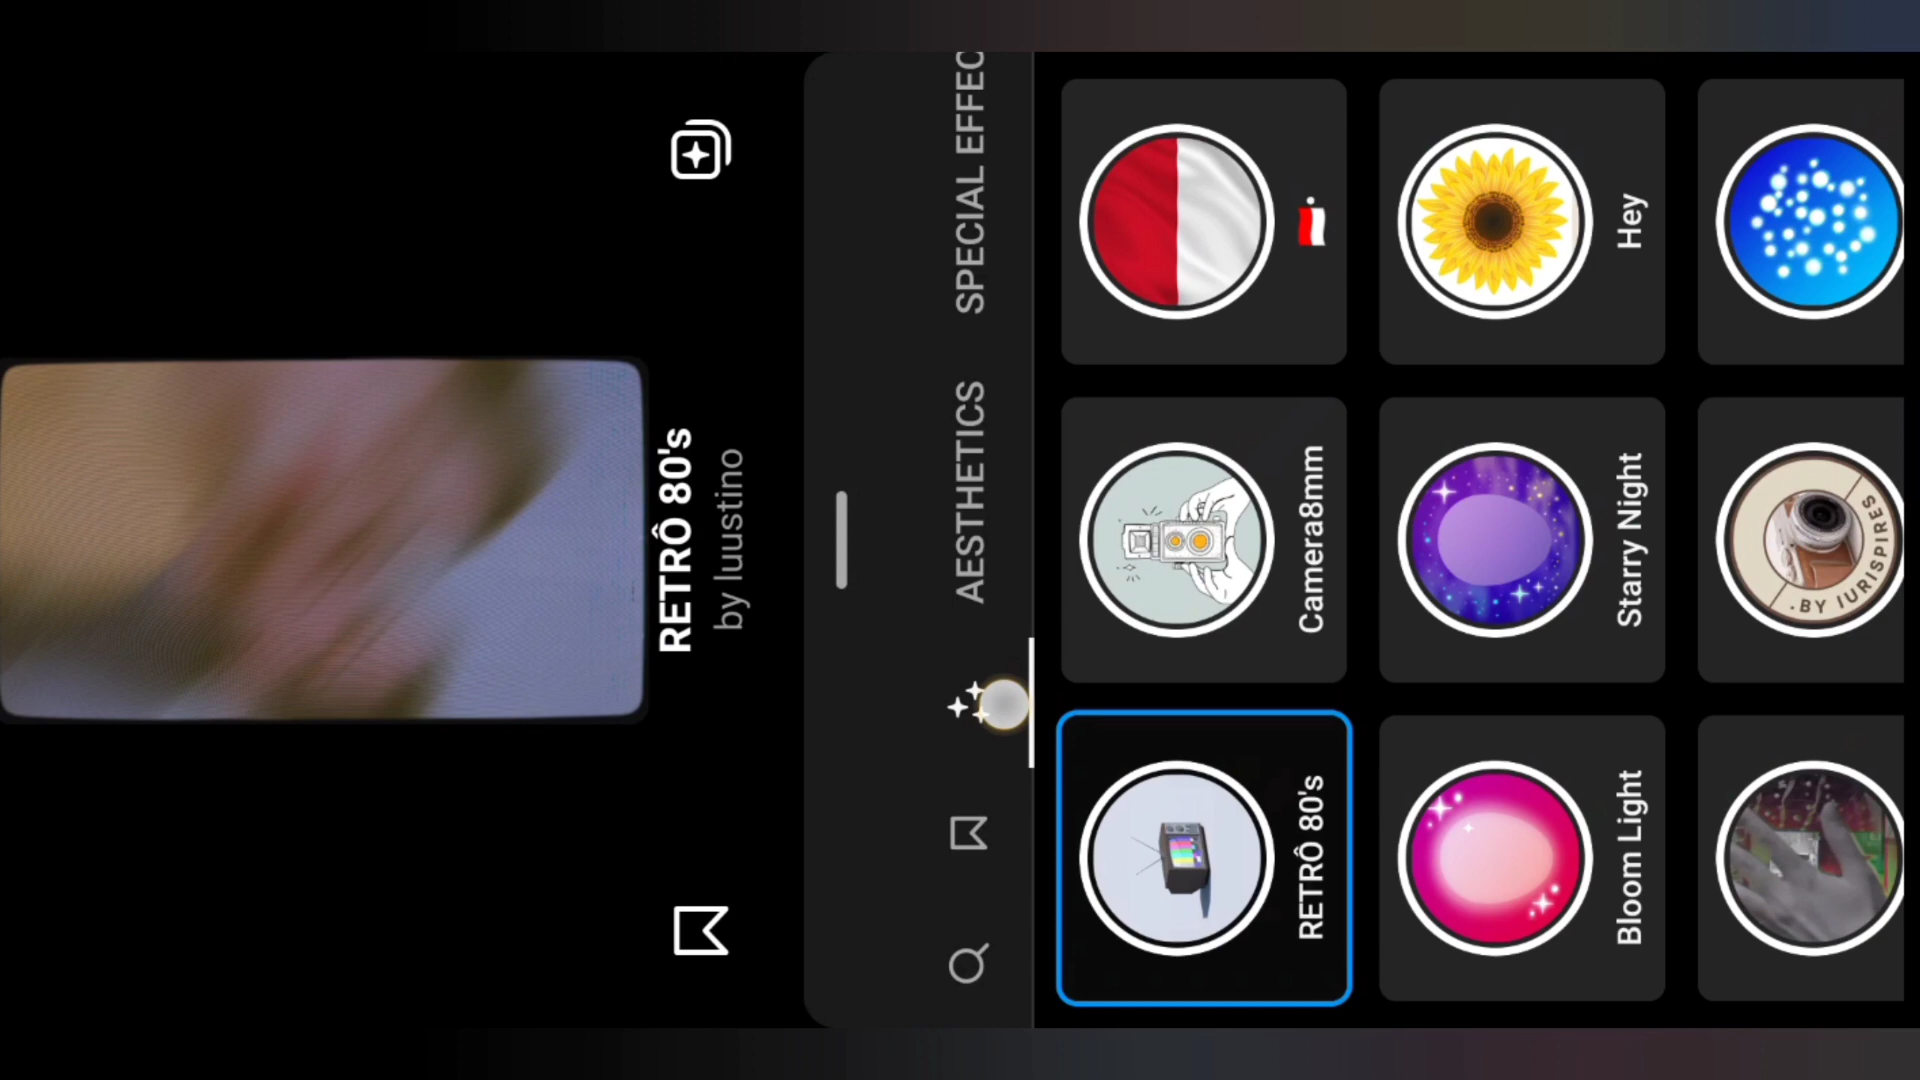 RETRÔ 80's
by luustino
AESTHETICS
SPECIAL EFFEC
RETRÔ 80's
Camera8mm
Bloom Light
Starry Night
Hey
.BY IURISPIRES